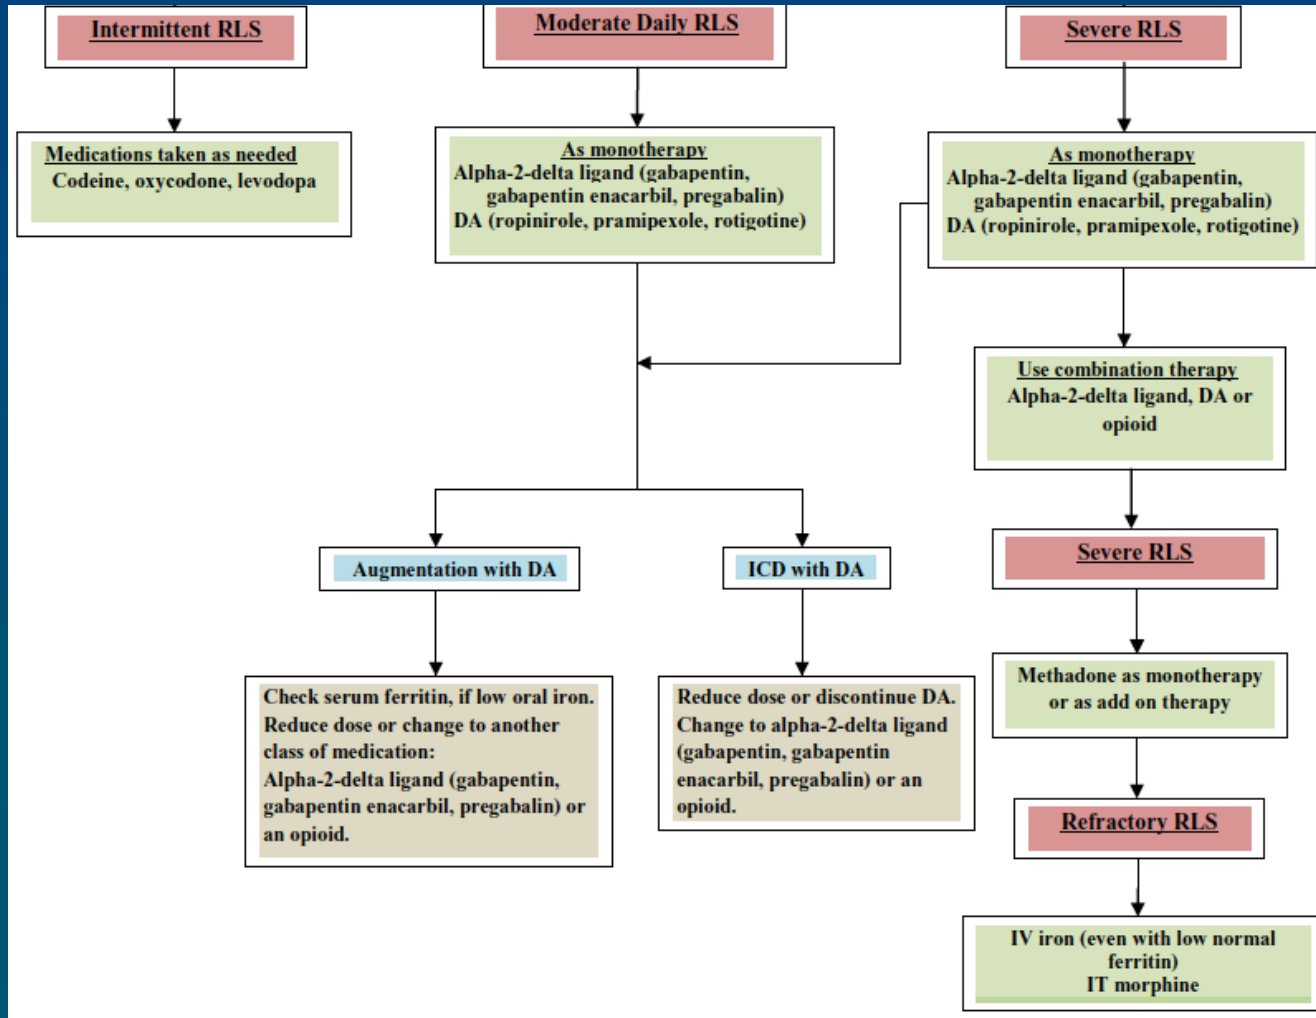 Intermittent RLS
Medications taken as needed
Codeine, oxycodone, levodopa
Moderate Daily RLS
As monotherapy
Alpha-2-delta ligand (gabapentin,
gabapentin enacarbil, pregabalin)
DA (ropinirole, pramipexole, rotigotine)
Severe RLS
As monotherapy
Alpha-2-delta ligand (gabapentin,
gabapentin enacarbil, pregabalin)
DA (ropinirole, pramipexole, rotigotine)
Use combination therapy
Alpha-2-delta ligand, DA or
opioid
Augmentation with DA
Check serum ferritin, if low oral iron.
Reduce dose or change to another
class of medication:
Alpha-2-delta ligand (gabapentin,
gabapentin enacarbil, pregabalin) or
an opioid.
ICD with DA
Reduce dose or discontinue DA.
Change to alpha-2-delta ligand
(gabapentin, gabapentin
enacarbil, pregabalin) or an
opioid.
Severe RLS
Methadone as monotherapy
or as add on therapy
Refractory RLS
IV iron (even with low normal
ferritin)
IT morphine